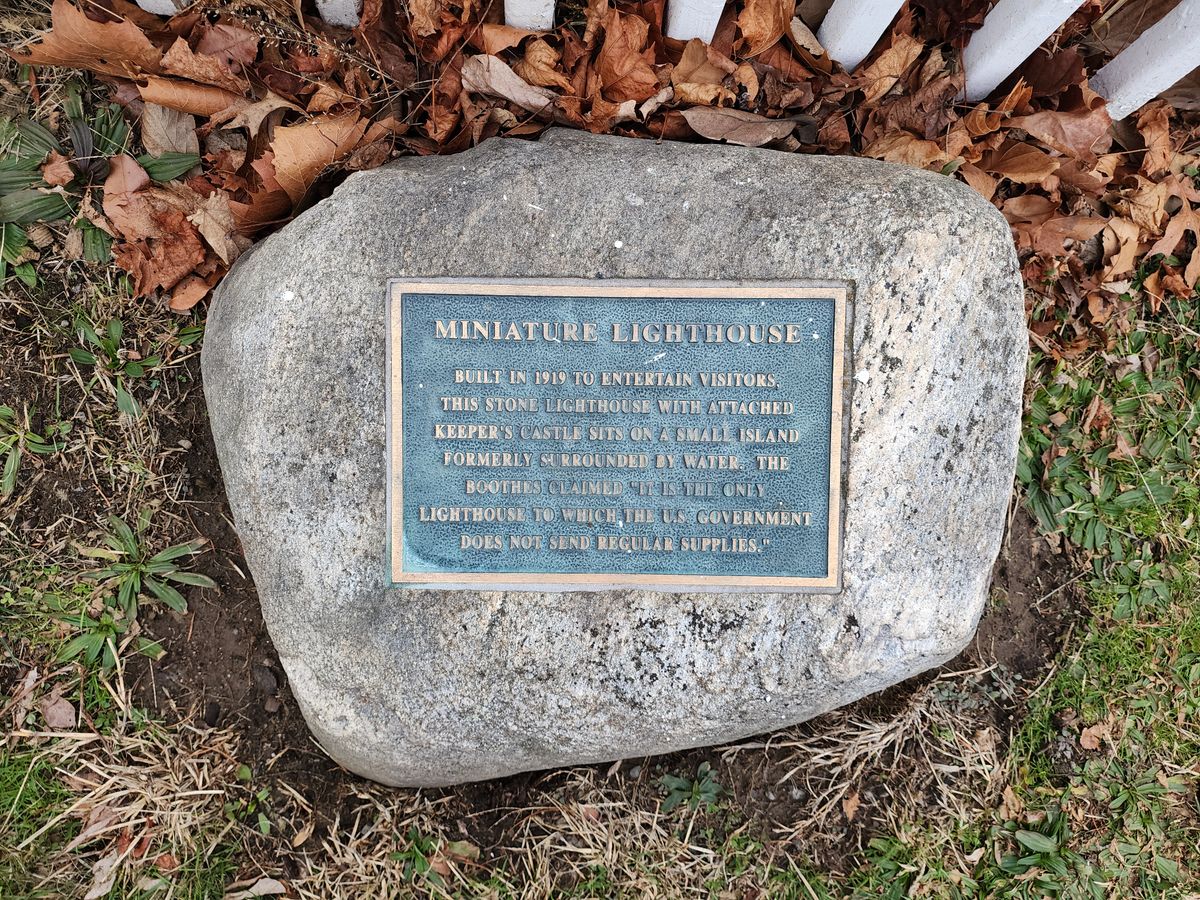 MINIATURE LIGHTHOUSE
BUILT IN 1919 TO ENTERTAIN VISITORS,
THIS STONE LIGHTHOUSE WITH ATTACHED
KEEPER'S CASTLE SITS ON A SMALL ISLAND
FORMERLY SURROUNDED BY WATER. THE
BOOTHES CLAIMED "IT IS THE ONLY
LIGHTHOUSE TO WHICH THE U.S. GOVERNMENT
DOES NOT SEND REGULAR SUPPLIES."